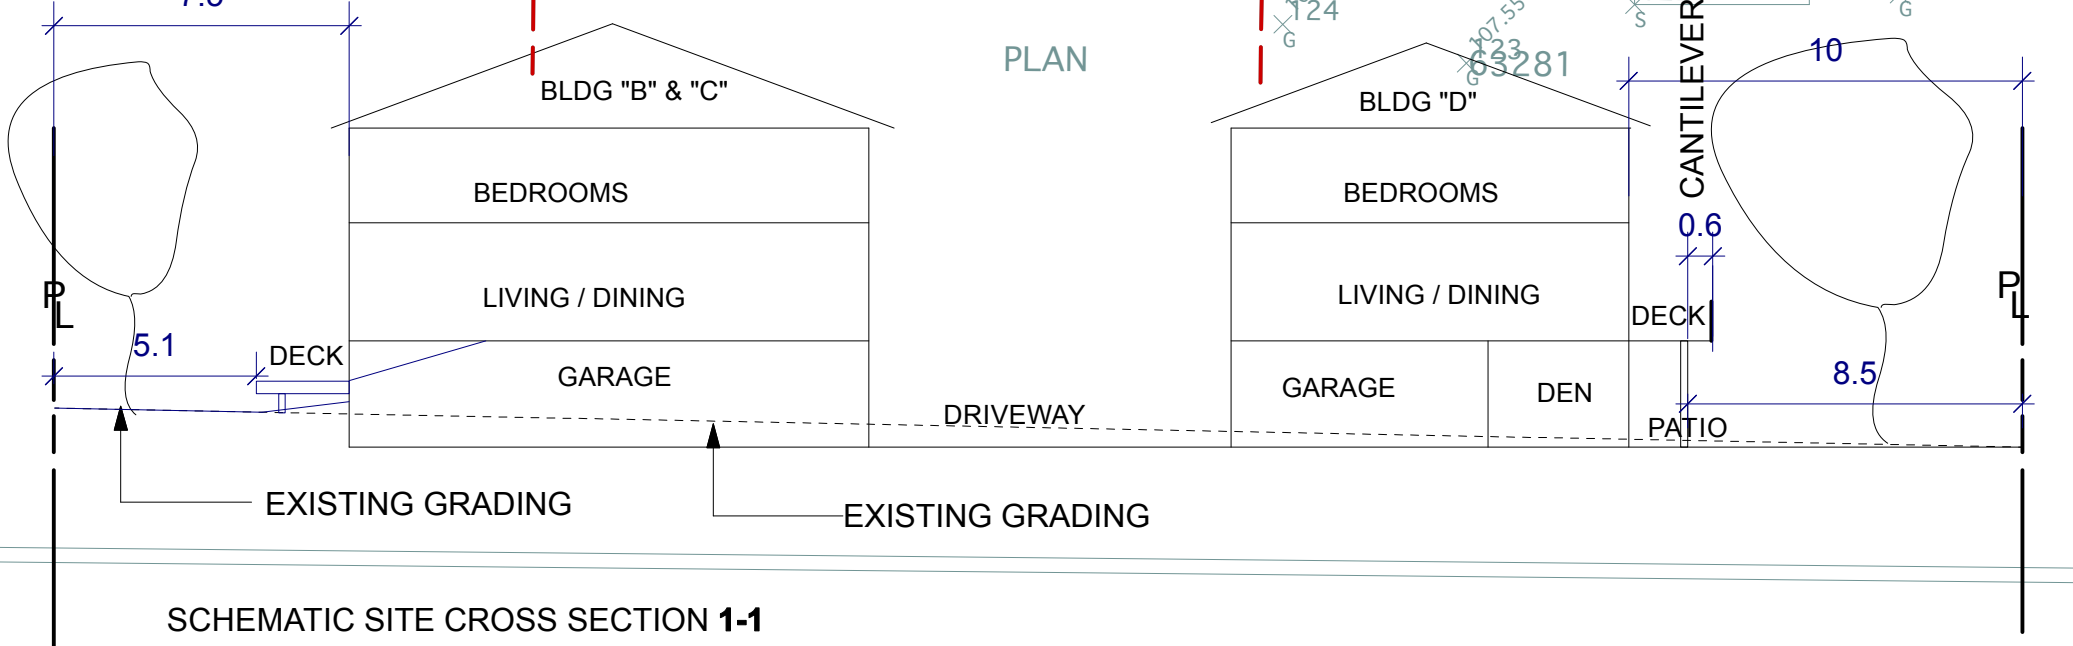 124
G
107.55
123
63281
G
S
G
PLAN
CANTILEVER
10
BLDG "B" & "C"
BLDG "D"
BEDROOMS
BEDROOMS
0.6
LIVING / DINING
LIVING / DINING
PL
PL
DECK
5.1
DECK
GARAGE
GARAGE
DEN
8.5
DRIVEWAY
PATIO
EXISTING GRADING
EXISTING GRADING
SCHEMATIC SITE CROSS SECTION 1-1